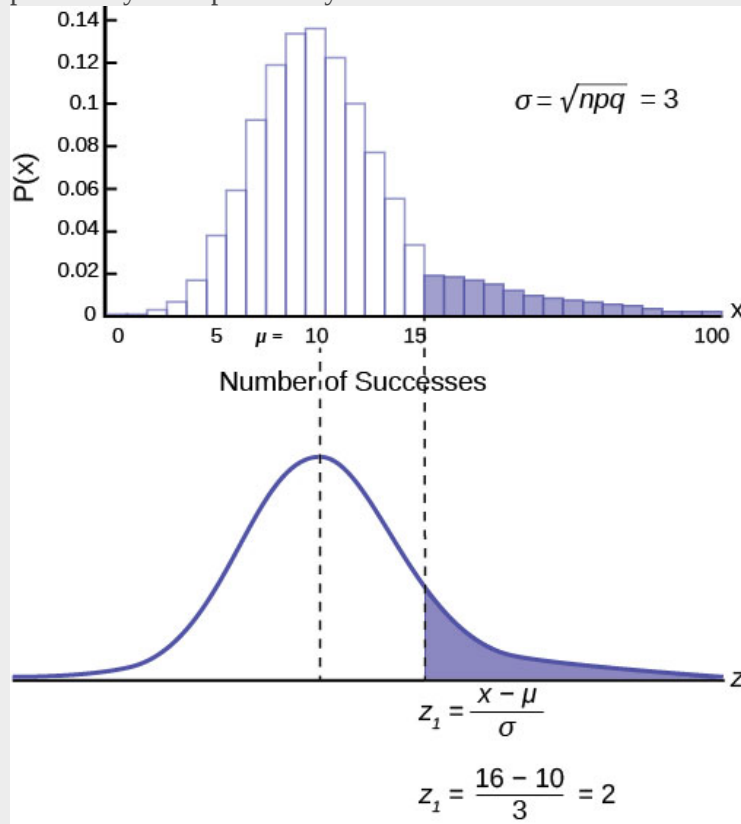 0.14
0.12
σ = √npq = 3
0.1
0.08
P(x)
0.06
0.04
0.02
0
x
0 5 μ = 10 15 100
Number of Successes
z
z₁ = (x − μ)/σ
z₁ = (16 − 10)/3 = 2